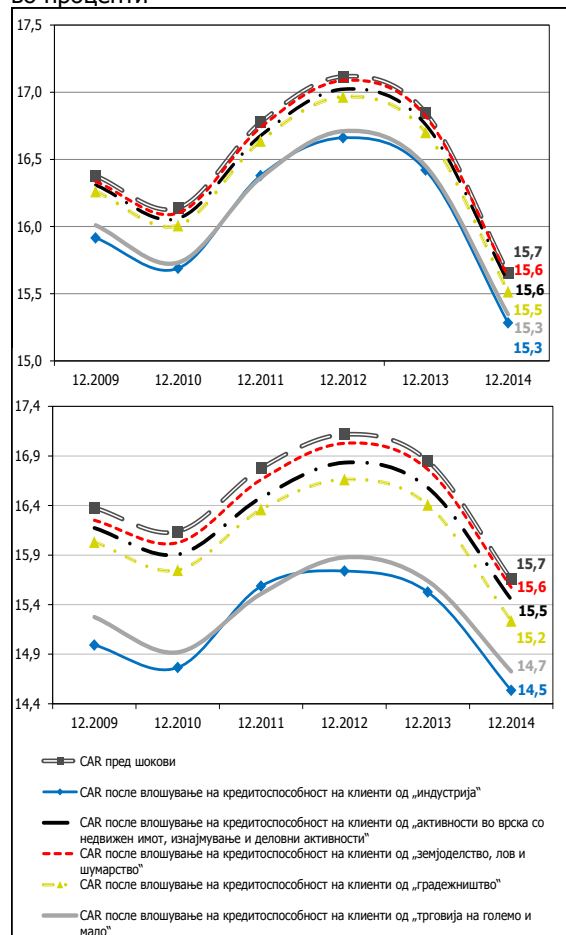 во проценти
17,5
17,0
16,5
16,0
15,5
15,0
15,7
15,6
15,6
15,5
15,3
15,3
12.2009 12.2010 12.2011 12.2012 12.2013 12.2014
17,4
16,9
16,4
15,9
15,4
14,9
14,4
15,7
15,6
15,5
15,2
14,7
14,5
12.2009 12.2010 12.2011 12.2012 12.2013 12.2014
CAR пред шокови
CAR после влошување на кредитоспособност на клиенти од „индустрија“
CAR после влошување на кредитоспособност на клиенти од „активности во врска со
недвижен имот, изнајмување и деловни активности“
CAR после влошување на кредитоспособност на клиенти од „земјоделство, лов и
шумарство“
CAR после влошување на кредитоспособност на клиенти од „градежништво“
CAR после влошување на кредитоспособност на клиенти од „трговија на големо и
мало“